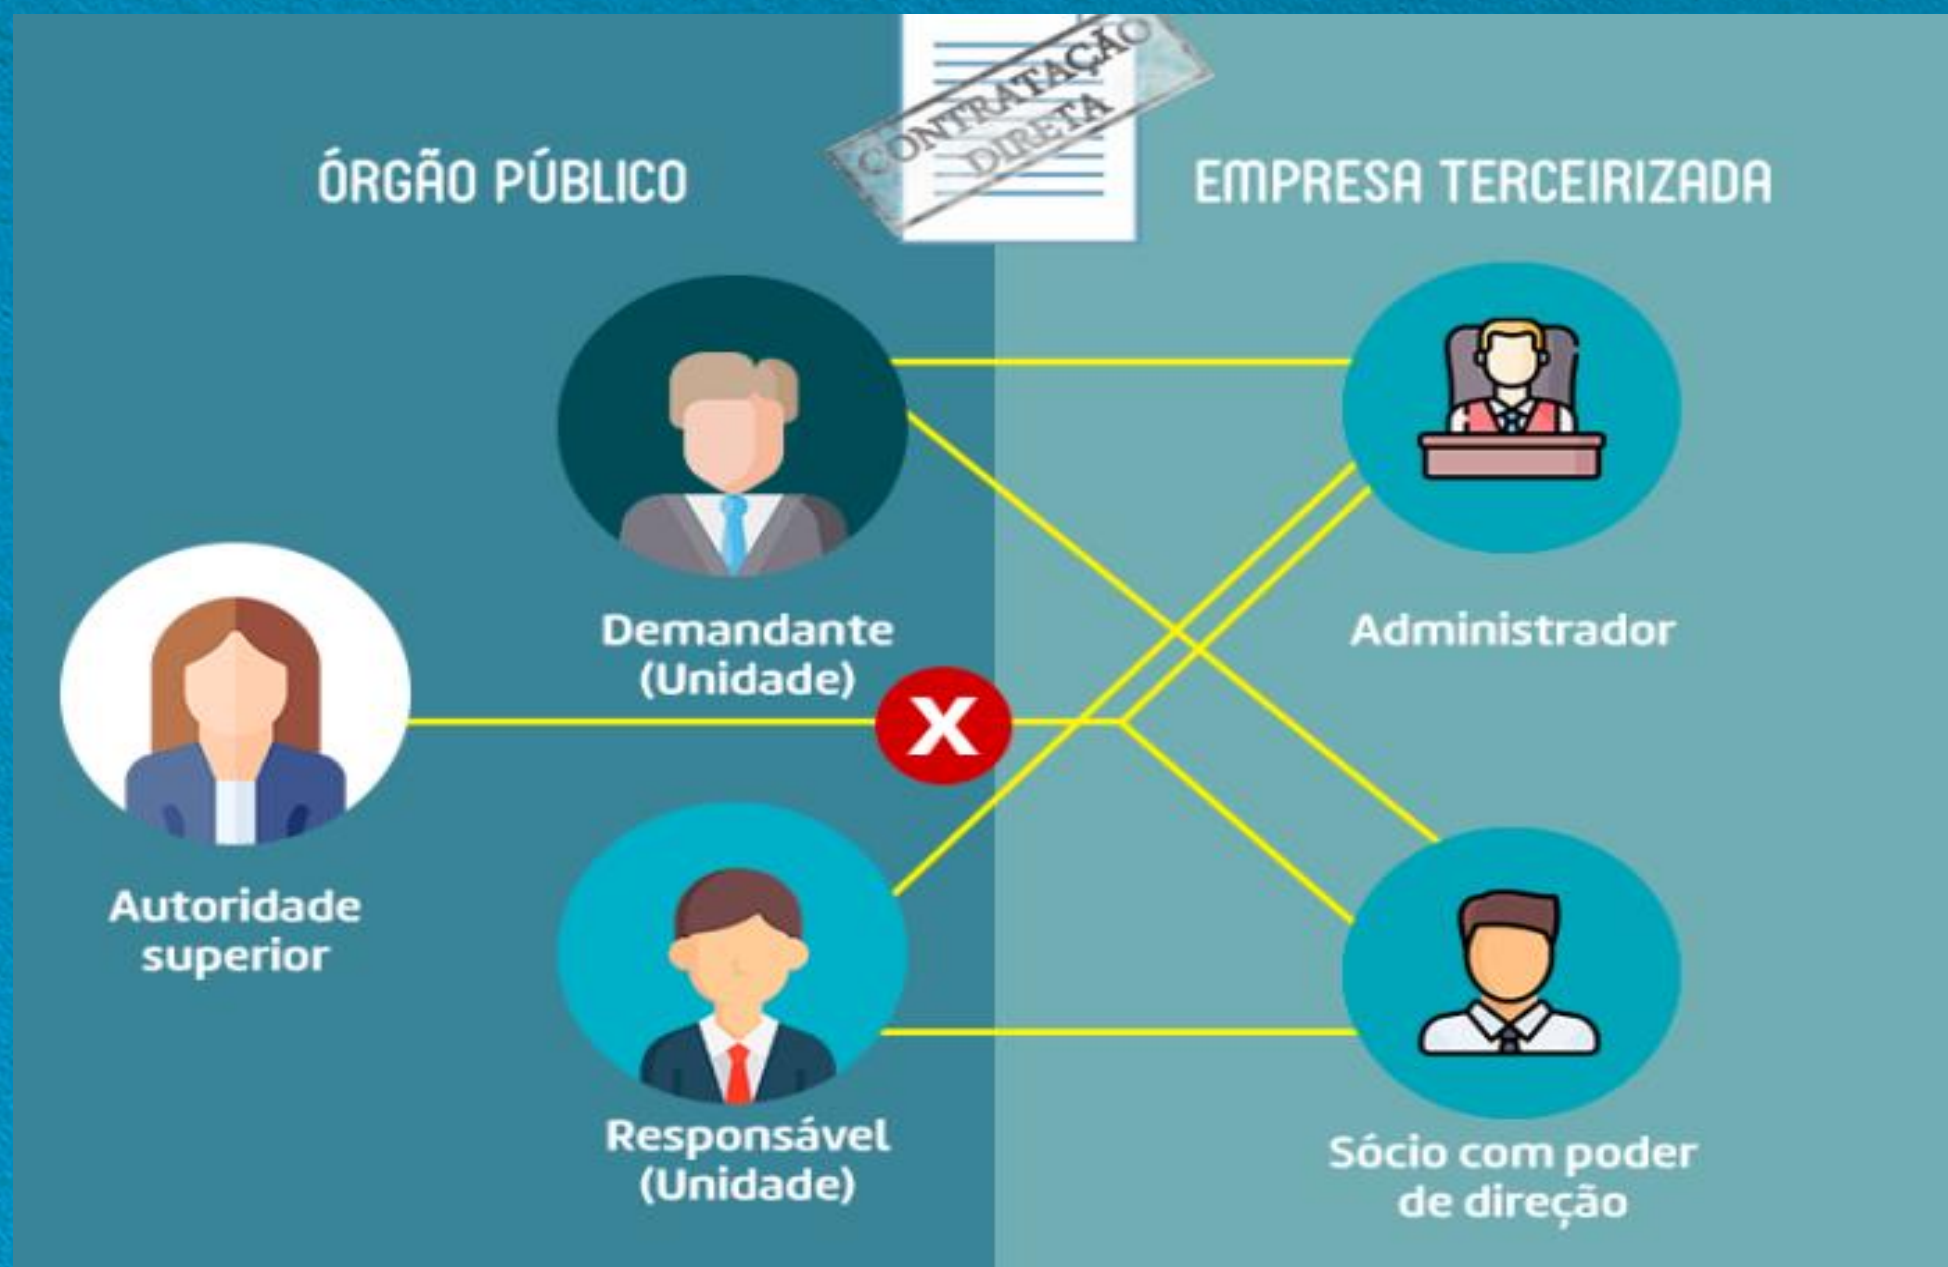 CONTRATAÇÃO
DIRETA
ÓRGÃO PÚBLICO
EMPRESA TERCEIRIZADA
Demandante
(Unidade)
Administrador
X
Autoridade
superior
Responsável
(Unidade)
Sócio com poder
de direção